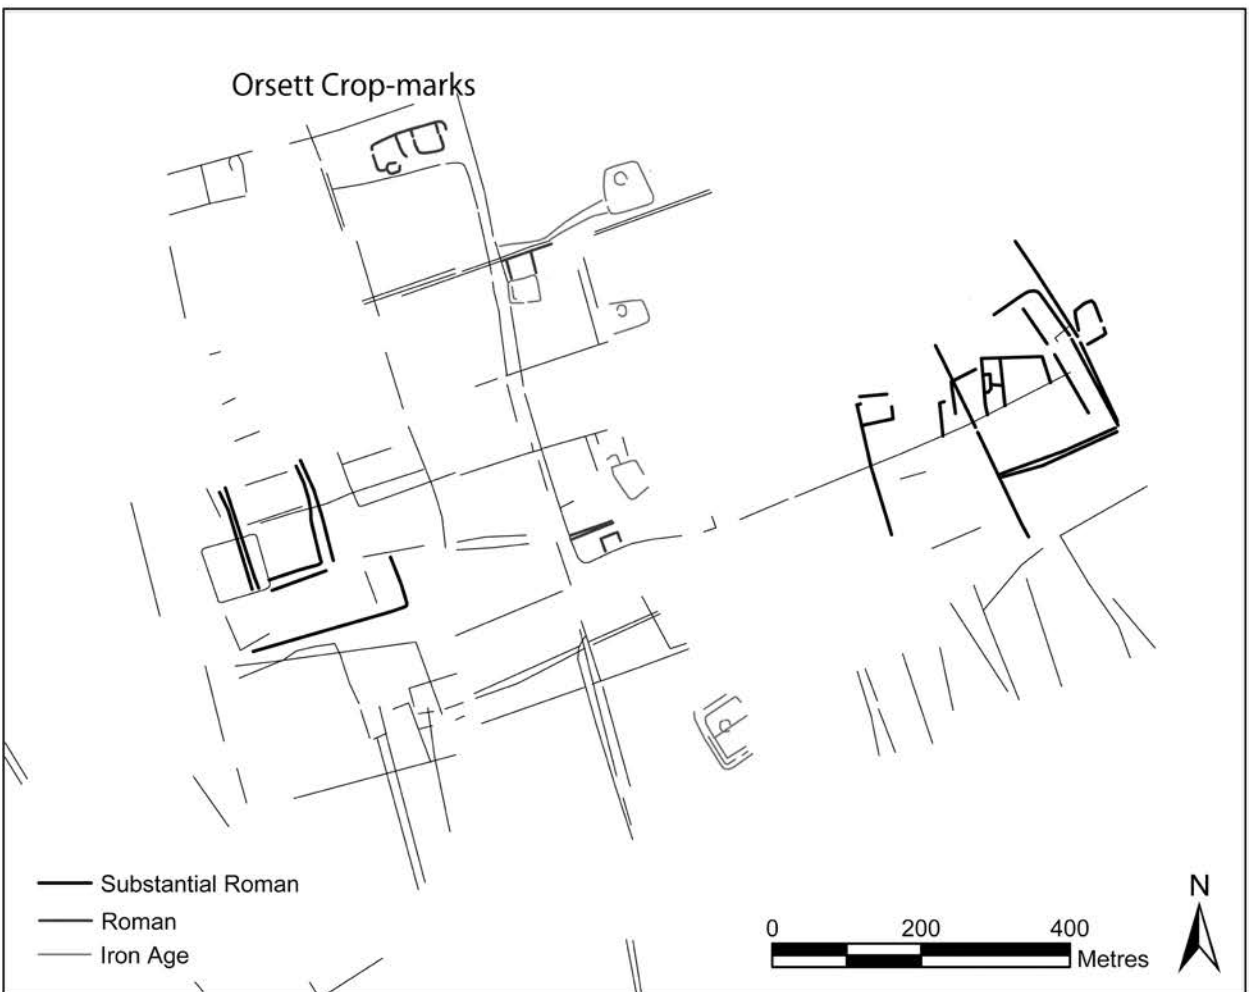 Orsett Crop-marks
Substantial Roman
Roman
Iron Age
0 200 400
Metres
N